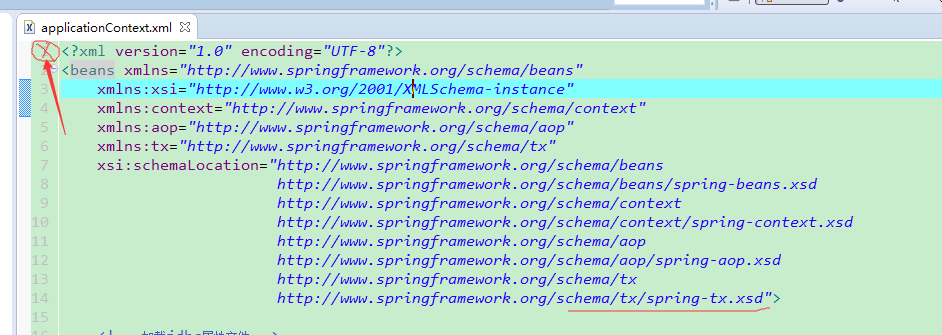 applicationContext.xml
<?xml version="1.0" encoding="UTF-8"?>
2 <beans xmlns="http://www.springframework.org/schema/beans"
3 xmlns:xsi="http://www.w3.org/2001/XMLSchema-instance"
4 xmlns:context="http://www.springframework.org/schema/context"
5 xmlns:aop="http://www.springframework.org/schema/aop"
6 xmlns:tx="http://www.springframework.org/schema/tx"
7 xsi:schemaLocation="http://www.springframework.org/schema/beans
8 http://www.springframework.org/schema/beans/spring-beans.xsd
9 http://www.springframework.org/schema/context
10 http://www.springframework.org/schema/context/spring-context.xsd
11 http://www.springframework.org/schema/aop
12 http://www.springframework.org/schema/aop/spring-aop.xsd
13 http://www.springframework.org/schema/tx
14 http://www.springframework.org/schema/tx/spring-tx.xsd">
15